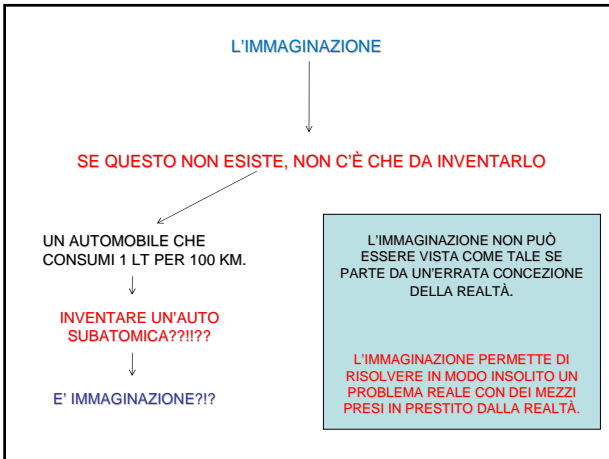 L'IMMAGINAZIONE
SE QUESTO NON ESISTE, NON C'È CHE DA INVENTARLO
UN AUTOMOBILE CHE
CONSUMI 1 LT PER 100 KM.
INVENTARE UN'AUTO
SUBATOMICA??!!??
E' IMMAGINAZIONE?!?
L'IMMAGINAZIONE NON PUÒ
ESSERE VISTA COME TALE SE
PARTE DA UN'ERRATA CONCEZIONE
DELLA REALTÀ.
L'IMMAGINAZIONE PERMETTE DI
RISOLVERE IN MODO INSOLITO UN
PROBLEMA REALE CON DEI MEZZI
PRESI IN PRESTITO DALLA REALTÀ.